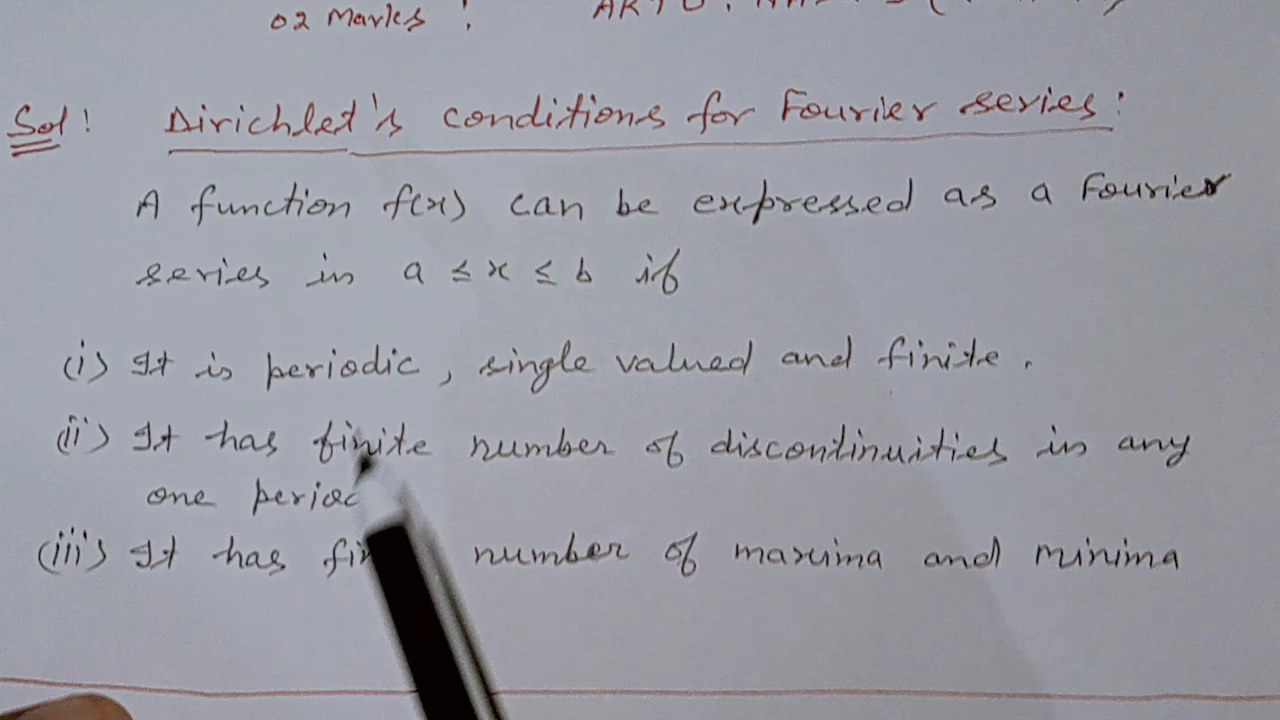 02 Marks :
Sol! Dirichlet's conditions for Fourier series:
A function f(x) can be expressed as a Fourier
series in a ≤ x ≤ b if
(i) It is periodic, single valued and finite.
(ii) It has finite number of discontinuities in any
one period
(iii) It has number of maxima and minima